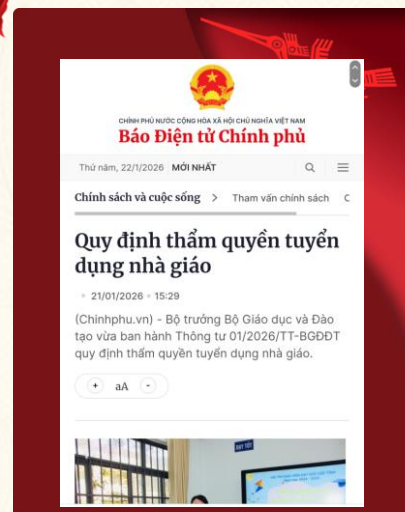 CHÍNH PHỦ NƯỚC CỘNG HÒA XÃ HỘI CHỦ NGHĨA VIỆT NAM
Báo Điện tử Chính phủ
Thứ năm, 22/1/2026 MỚI NHẤT
Chính sách và cuộc sống > Tham vấn chính sách C
Quy định thẩm quyền tuyển
dụng nhà giáo
21/01/2026 • 15:29
(Chinhphu.vn) - Bộ trưởng Bộ Giáo dục và Đào
tạo vừa ban hành Thông tư 01/2026/TT-BGDĐT
quy định thẩm quyền tuyển dụng nhà giáo.
+ aA -